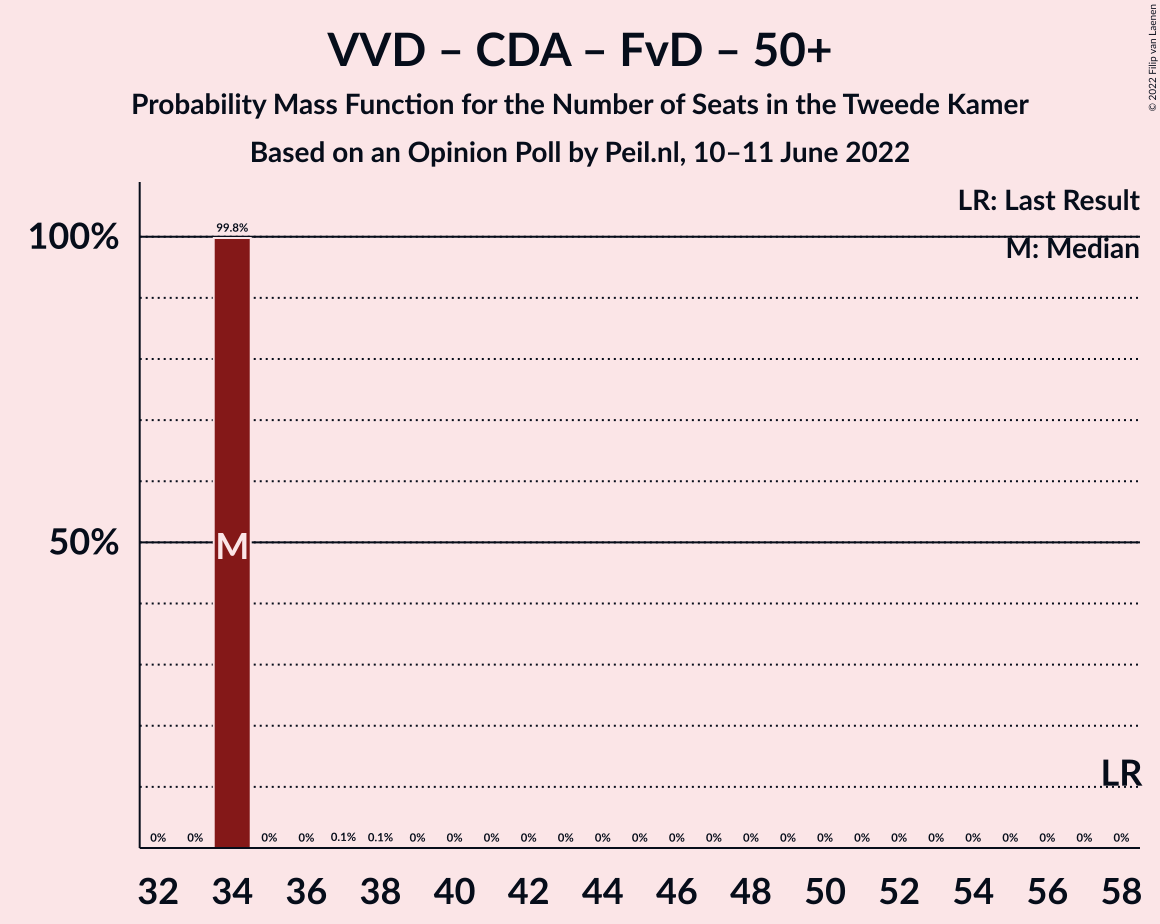 VVD – CDA – FvD – 50+
Probability Mass Function for the Number of Seats in the Tweede Kamer
Based on an Opinion Poll by Peil.nl, 10–11 June 2022
© 2022 Filip van Laenen
LR: Last Result
M: Median
99.8%
100%
50%
M
LR
0% 0% 0% 0% 0.1% 0.1% 0% 0% 0% 0% 0% 0% 0% 0% 0% 0% 0% 0% 0% 0% 0% 0% 0% 0% 0% 0%
32 34 36 38 40 42 44 46 48 50 52 54 56 58